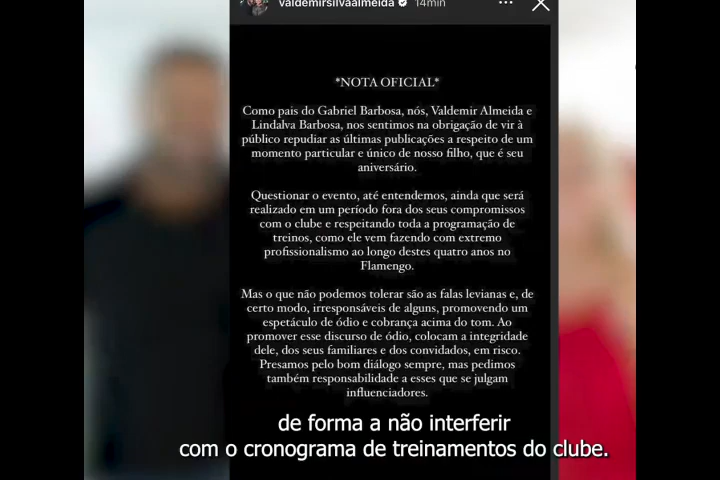 valdemirsilvaalmeida 14min
*NOTA OFICIAL*
Como pais do Gabriel Barbosa, nós, Valdemir Almeida e
Lindalva Barbosa, nos sentimos na obrigação de vir à
público repudiar as últimas publicações a respeito de um
momento particular e único de nosso filho, que é seu
aniversário.
Questionar o evento, até entendemos, ainda que será
realizado em um período fora dos seus compromissos
com o clube e respeitando toda a programação de
treinos, como ele vem fazendo com extremo
profissionalismo ao longo destes quatro anos no
Flamengo.
Mas o que não podemos tolerar são as falas levianas e, de
certo modo, irresponsáveis de alguns, promovendo um
espetáculo de ódio e cobrança acima do tom. Ao
promover esse discurso de ódio, colocam a integridade
dele, dos seus familiares e dos convidados, em risco.
Presamos pelo bom diálogo sempre, mas pedimos
também responsabilidade a esses que se julgam
influenciadores.
de forma a não interferir
com o cronograma de treinamentos do clube.